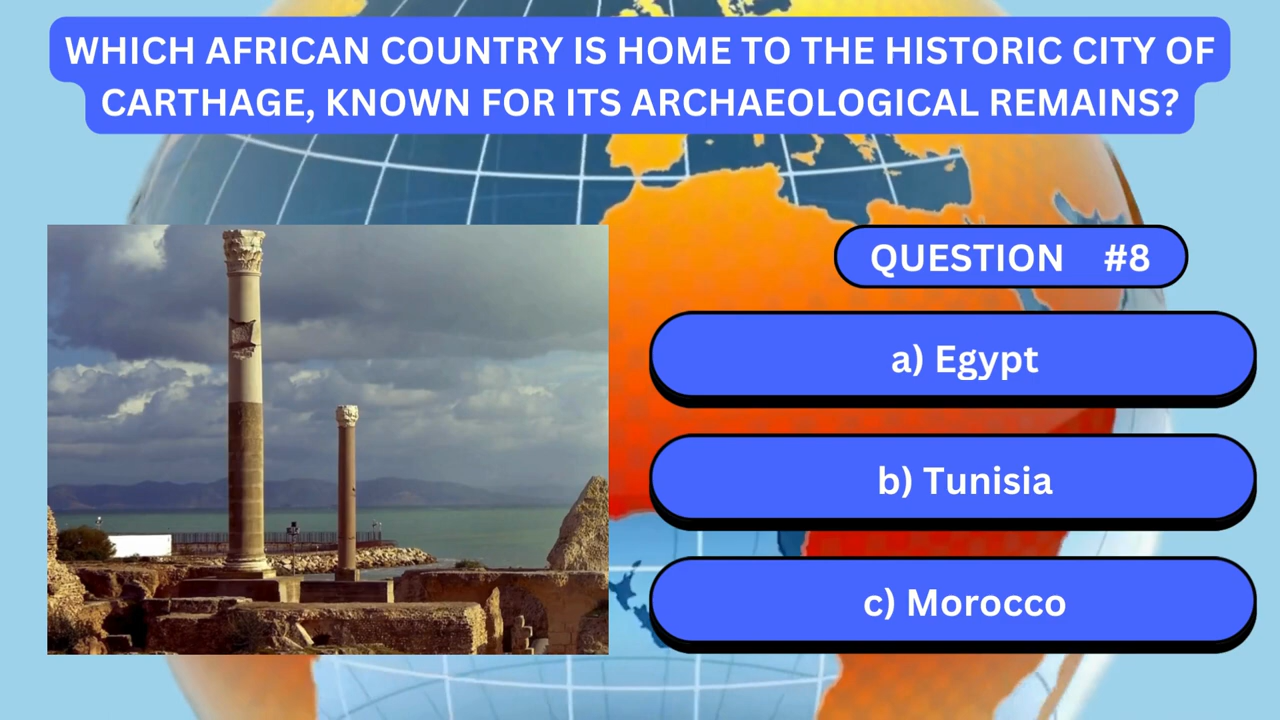 WHICH AFRICAN COUNTRY IS HOME TO THE HISTORIC CITY OF
CARTHAGE, KNOWN FOR ITS ARCHAEOLOGICAL REMAINS?
QUESTION #8
a) Egypt
b) Tunisia
c) Morocco